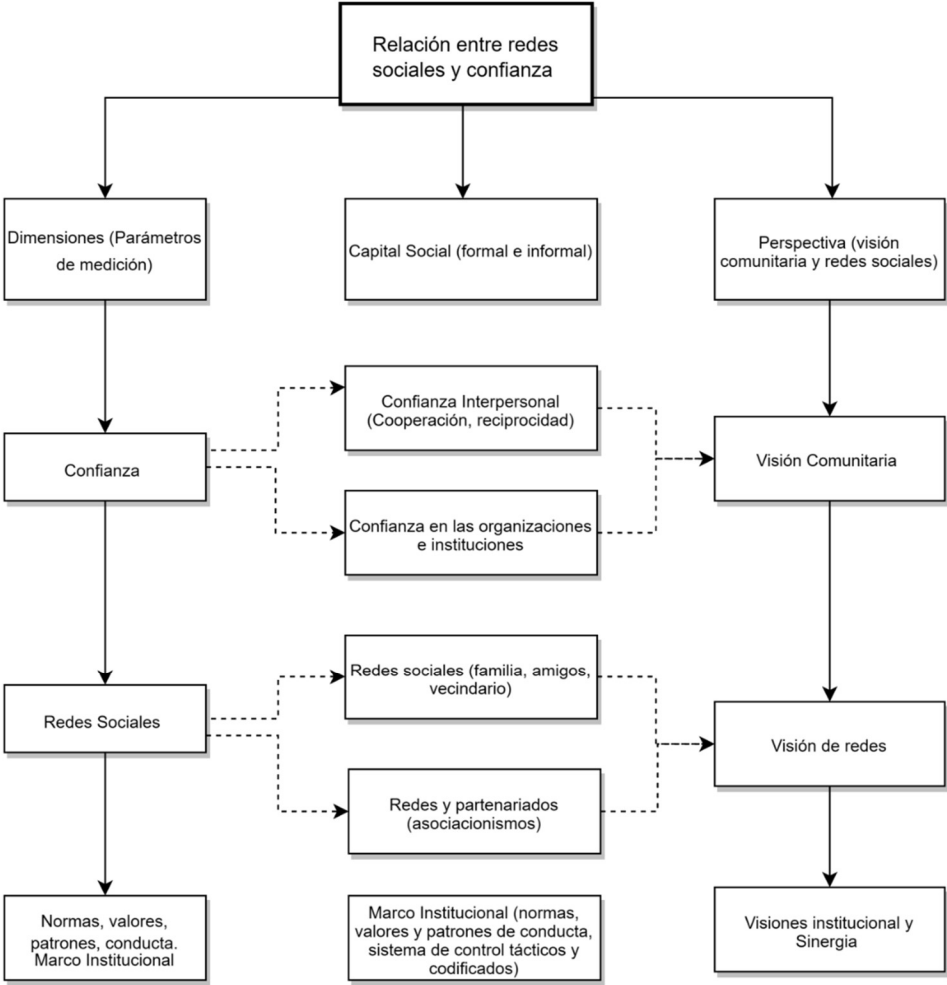 Relación entre redes
sociales y confianza
Dimensiones (Parámetros
de medición)
Capital Social (formal e informal)
Perspectiva (visión
comunitaria y redes sociales)
Confianza Interpersonal
(Cooperación, reciprocidad)
Confianza
Visión Comunitaria
Confianza en las organizaciones
e instituciones
Redes sociales (familia, amigos,
vecindario)
Redes Sociales
Visión de redes
Redes y partenariados
(asociacionismos)
Normas, valores,
patrones, conducta.
Marco Institucional
Marco Institucional (normas,
valores y patrones de conducta,
sistema de control tácticos y
codificados)
Visiones institucional y
Sinergia